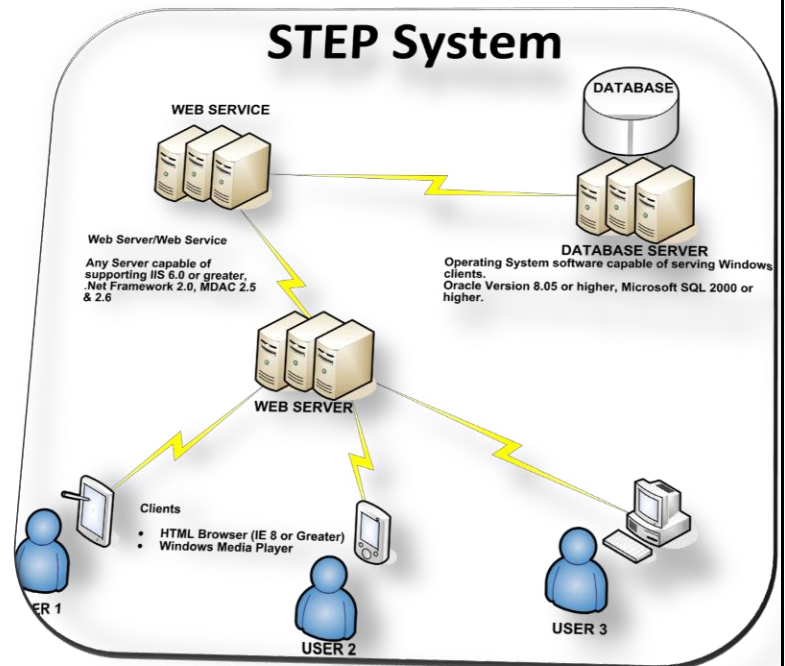 STEP System
DATABASE
WEB SERVICE
Web Server/Web Service
Any Server capable of
supporting IIS 6.0 or greater,
.Net Framework 2.0, MDAC 2.5
& 2.6
DATABASE SERVER
Operating System software capable of serving Windows
clients.
Oracle Version 8.05 or higher, Microsoft SQL 2000 or
higher.
WEB SERVER
Clients
• HTML Browser (IE 8 or Greater)
• Windows Media Player
ER 1
USER 2
USER 3